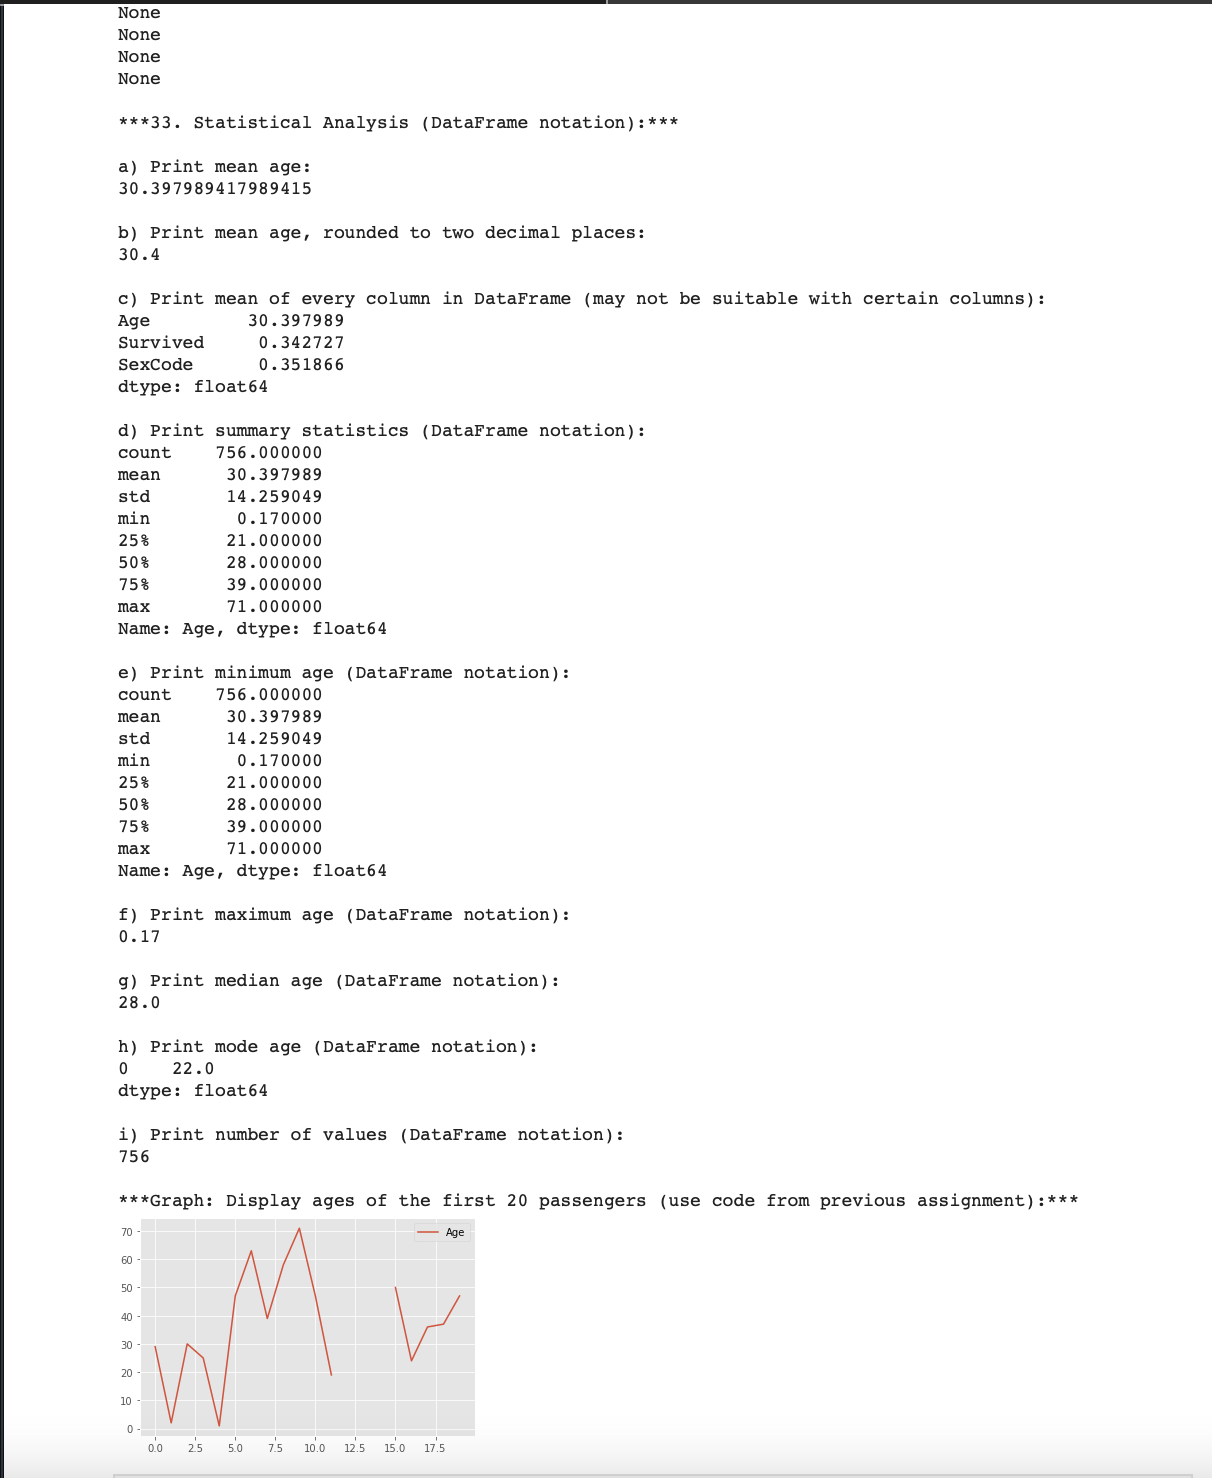 None
None
None
None
***33. Statistical Analysis (DataFrame notation):***
a) Print mean age:
30.397989417989415
b) Print mean age, rounded to two decimal places:
30.4
c) Print mean of every column in DataFrame (may not be suitable with certain columns):
Age 30.397989
Survived 0.342727
SexCode 0.351866
dtype: float64
d) Print summary statistics (DataFrame notation):
count 756.000000
mean 30.397989
std 14.259049
min 0.170000
25% 21.000000
50% 28.000000
75% 39.000000
max 71.000000
Name: Age, dtype: float64
e) Print minimum age (DataFrame notation):
count 756.000000
mean 30.397989
std 14.259049
min 0.170000
25% 21.000000
50% 28.000000
75% 39.000000
max 71.000000
Name: Age, dtype: float64
f) Print maximum age (DataFrame notation):
0.17
g) Print median age (DataFrame notation):
28.0
h) Print mode age (DataFrame notation):
0 22.0
dtype: float64
i) Print number of values (DataFrame notation):
756
***Graph: Display ages of the first 20 passengers (use code from previous assignment):***
Age
70
60
50
40
30
20
10
0
0.0 2.5 5.0 7.5 10.0 12.5 15.0 17.5